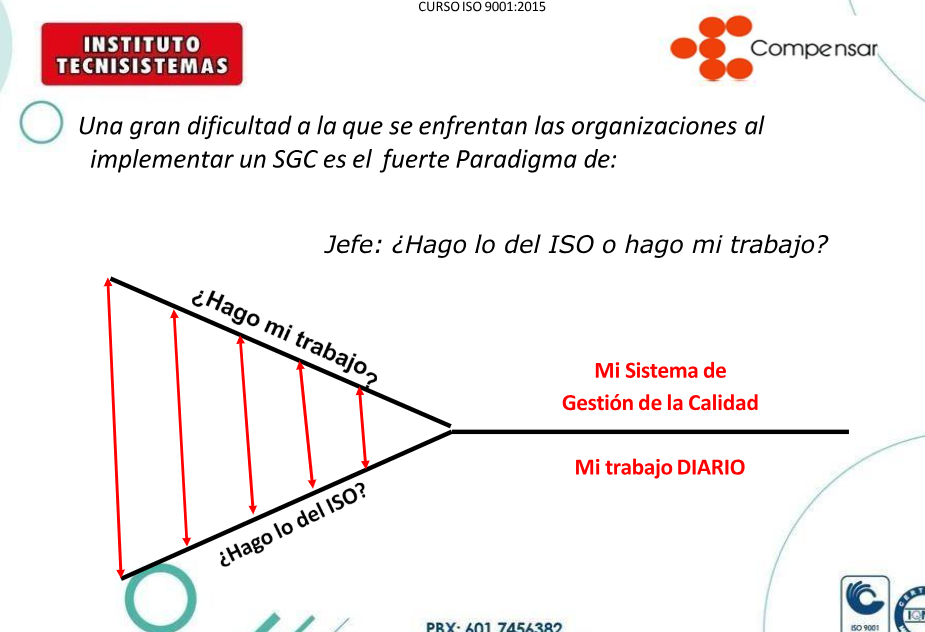 CURSO ISO 9001:2015
INSTITUTO
TECNISISTEMAS
Compensar
Una gran dificultad a la que se enfrentan las organizaciones al
implementar un SGC es el fuerte Paradigma de:
Jefe: ¿Hago lo del ISO o hago mi trabajo?
¿Hago mi trabajo?
Mi Sistema de
Gestión de la Calidad
Mi trabajo DIARIO
¿Hago lo del ISO?
ISO 9001
PBX: 601 7456382